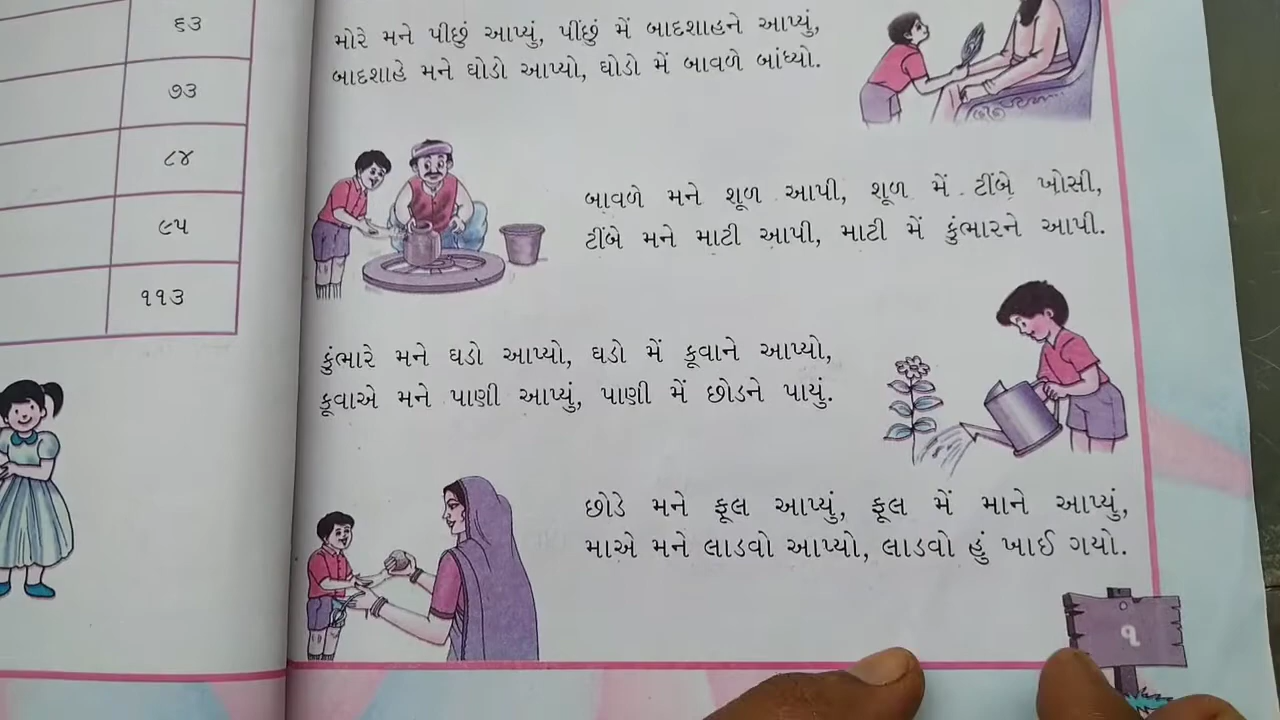 ૬૩
૭૩
૮૪
૯૫
૧૧૩
મોરે મને પીછું આપ્યું, પીંછું મેં બાદશાહને આપ્યું,
બાદશાહે મને ઘોડો આપ્યો, ઘોડો મેં બાવળે બાંધ્યો.
બાવળે મને શૂળ આપી, શૂળ મેં ટીંબે ખોસી,
ટીંબે મને માટી આપી, માટી મેં કુંભારને આપી.
કુંભારે મને ઘડો આપ્યો, ઘડો મેં કૂવાને આપ્યો,
કૂવાએ મને પાણી આપ્યું, પાણી મેં છોડને પાયું.
છોડે મને ફૂલ આપ્યું, ફૂલ મેં માને આપ્યું,
માએ મને લાડવો આપ્યો, લાડવો હું ખાઈ ગયો.
૧